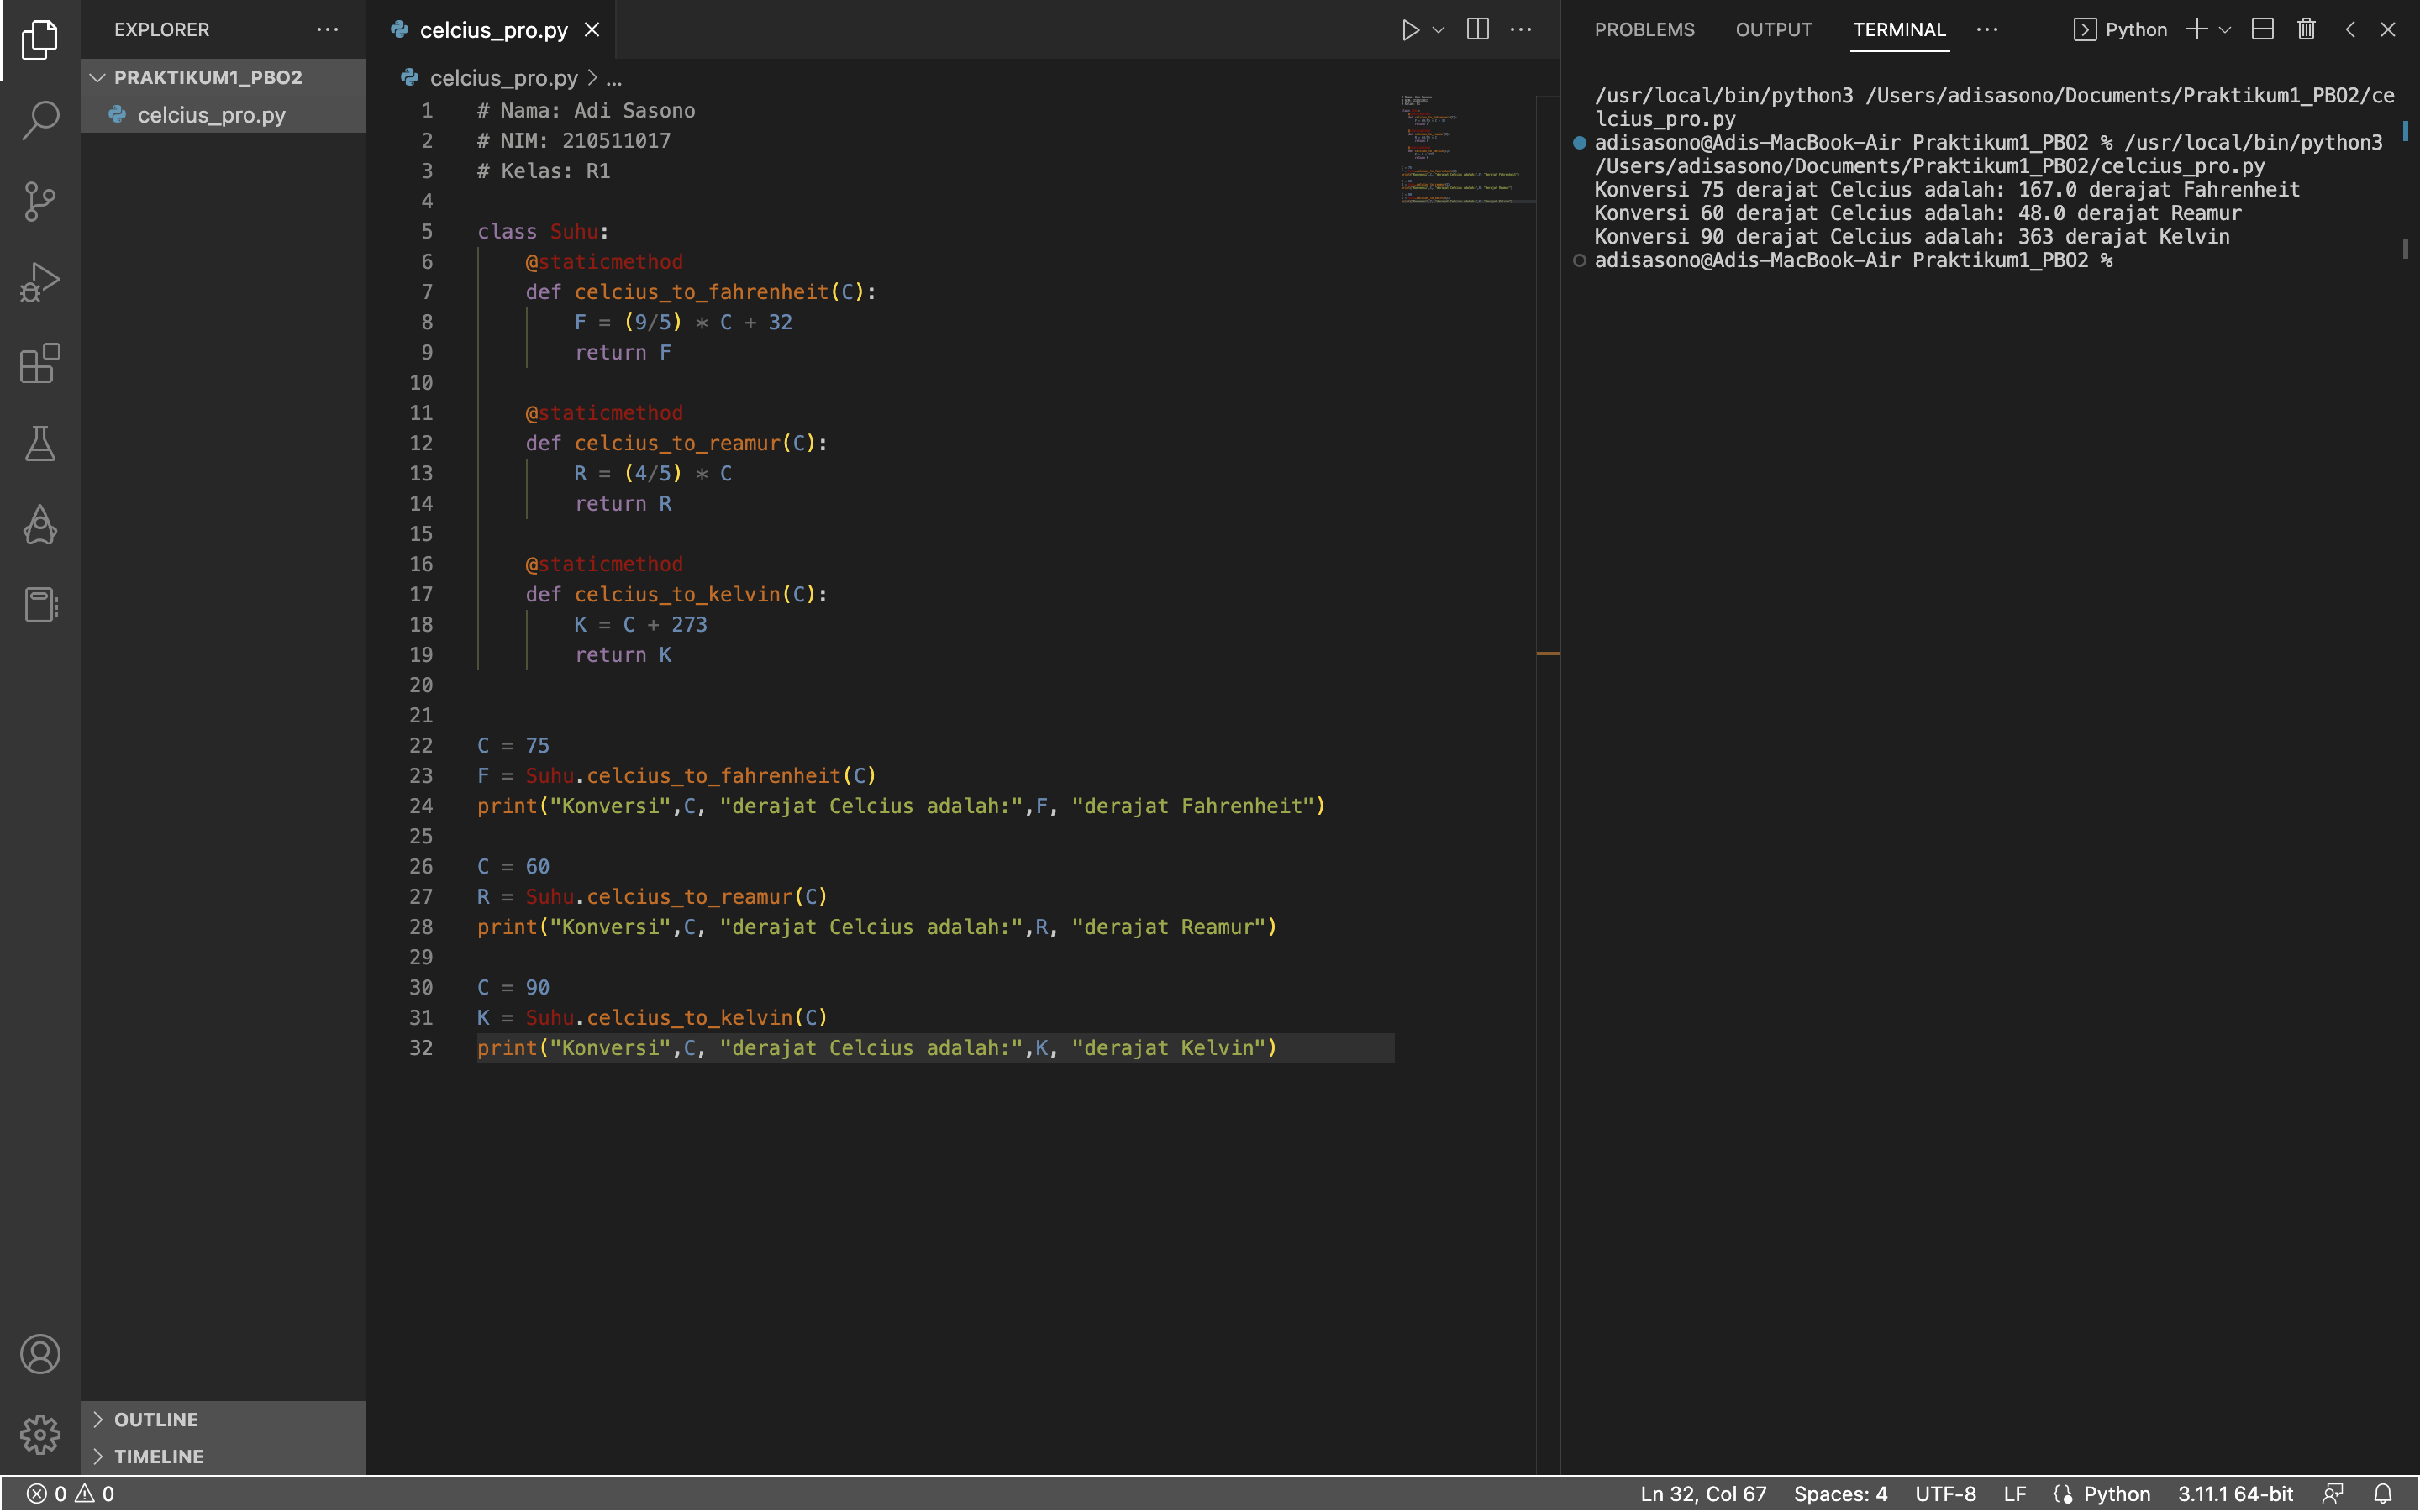 EXPLORER
PRAKTIKUM1_PBO2
celcius_pro.py
OUTLINE
TIMELINE
celcius_pro.py
celcius_pro.py > ...
1 # Nama: Adi Sasono
2 # NIM: 210511017
3 # Kelas: R1
4
5 class Suhu:
6     @staticmethod
7     def celcius_to_fahrenheit(C):
8         F = (9/5) * C + 32
9         return F
10
11     @staticmethod
12     def celcius_to_reamur(C):
13         R = (4/5) * C
14         return R
15
16     @staticmethod
17     def celcius_to_kelvin(C):
18         K = C + 273
19         return K
20
21
22 C = 75
23 F = Suhu.celcius_to_fahrenheit(C)
24 print("Konversi",C, "derajat Celcius adalah:",F, "derajat Fahrenheit")
25
26 C = 60
27 R = Suhu.celcius_to_reamur(C)
28 print("Konversi",C, "derajat Celcius adalah:",R, "derajat Reamur")
29
30 C = 90
31 K = Suhu.celcius_to_kelvin(C)
32 print("Konversi",C, "derajat Celcius adalah:",K, "derajat Kelvin")
PROBLEMS OUTPUT TERMINAL ... Python
/usr/local/bin/python3 /Users/adisasono/Documents/Praktikum1_PBO2/ce
lcius_pro.py
adisasono@Adis-MacBook-Air Praktikum1_PBO2 % /usr/local/bin/python3
/Users/adisasono/Documents/Praktikum1_PBO2/celcius_pro.py
Konversi 75 derajat Celcius adalah: 167.0 derajat Fahrenheit
Konversi 60 derajat Celcius adalah: 48.0 derajat Reamur
Konversi 90 derajat Celcius adalah: 363 derajat Kelvin
adisasono@Adis-MacBook-Air Praktikum1_PBO2 %
0 0 Ln 32, Col 67 Spaces: 4 UTF-8 LF Python 3.11.1 64-bit